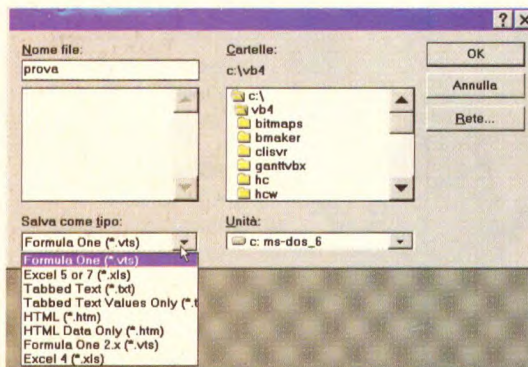 Nome file:
prova
Cartelle:
c:\vb4
c:\
vb4
bitmaps
bmaker
clisvr
ganttvbx
hc
hcw
OK
Annulla
Rete...
Salva come tipo:
Formula One (*.vts)
Unità:
c: ms-dos_6
Formula One (*.vts)
Excel 5 or 7 (*.xls)
Tabbed Text (*.txt)
Tabbed Text Values Only (*.t
HTML (*.htm)
HTML Data Only (*.htm)
Formula One 2.x (*.vts)
Excel 4 (*.xls)